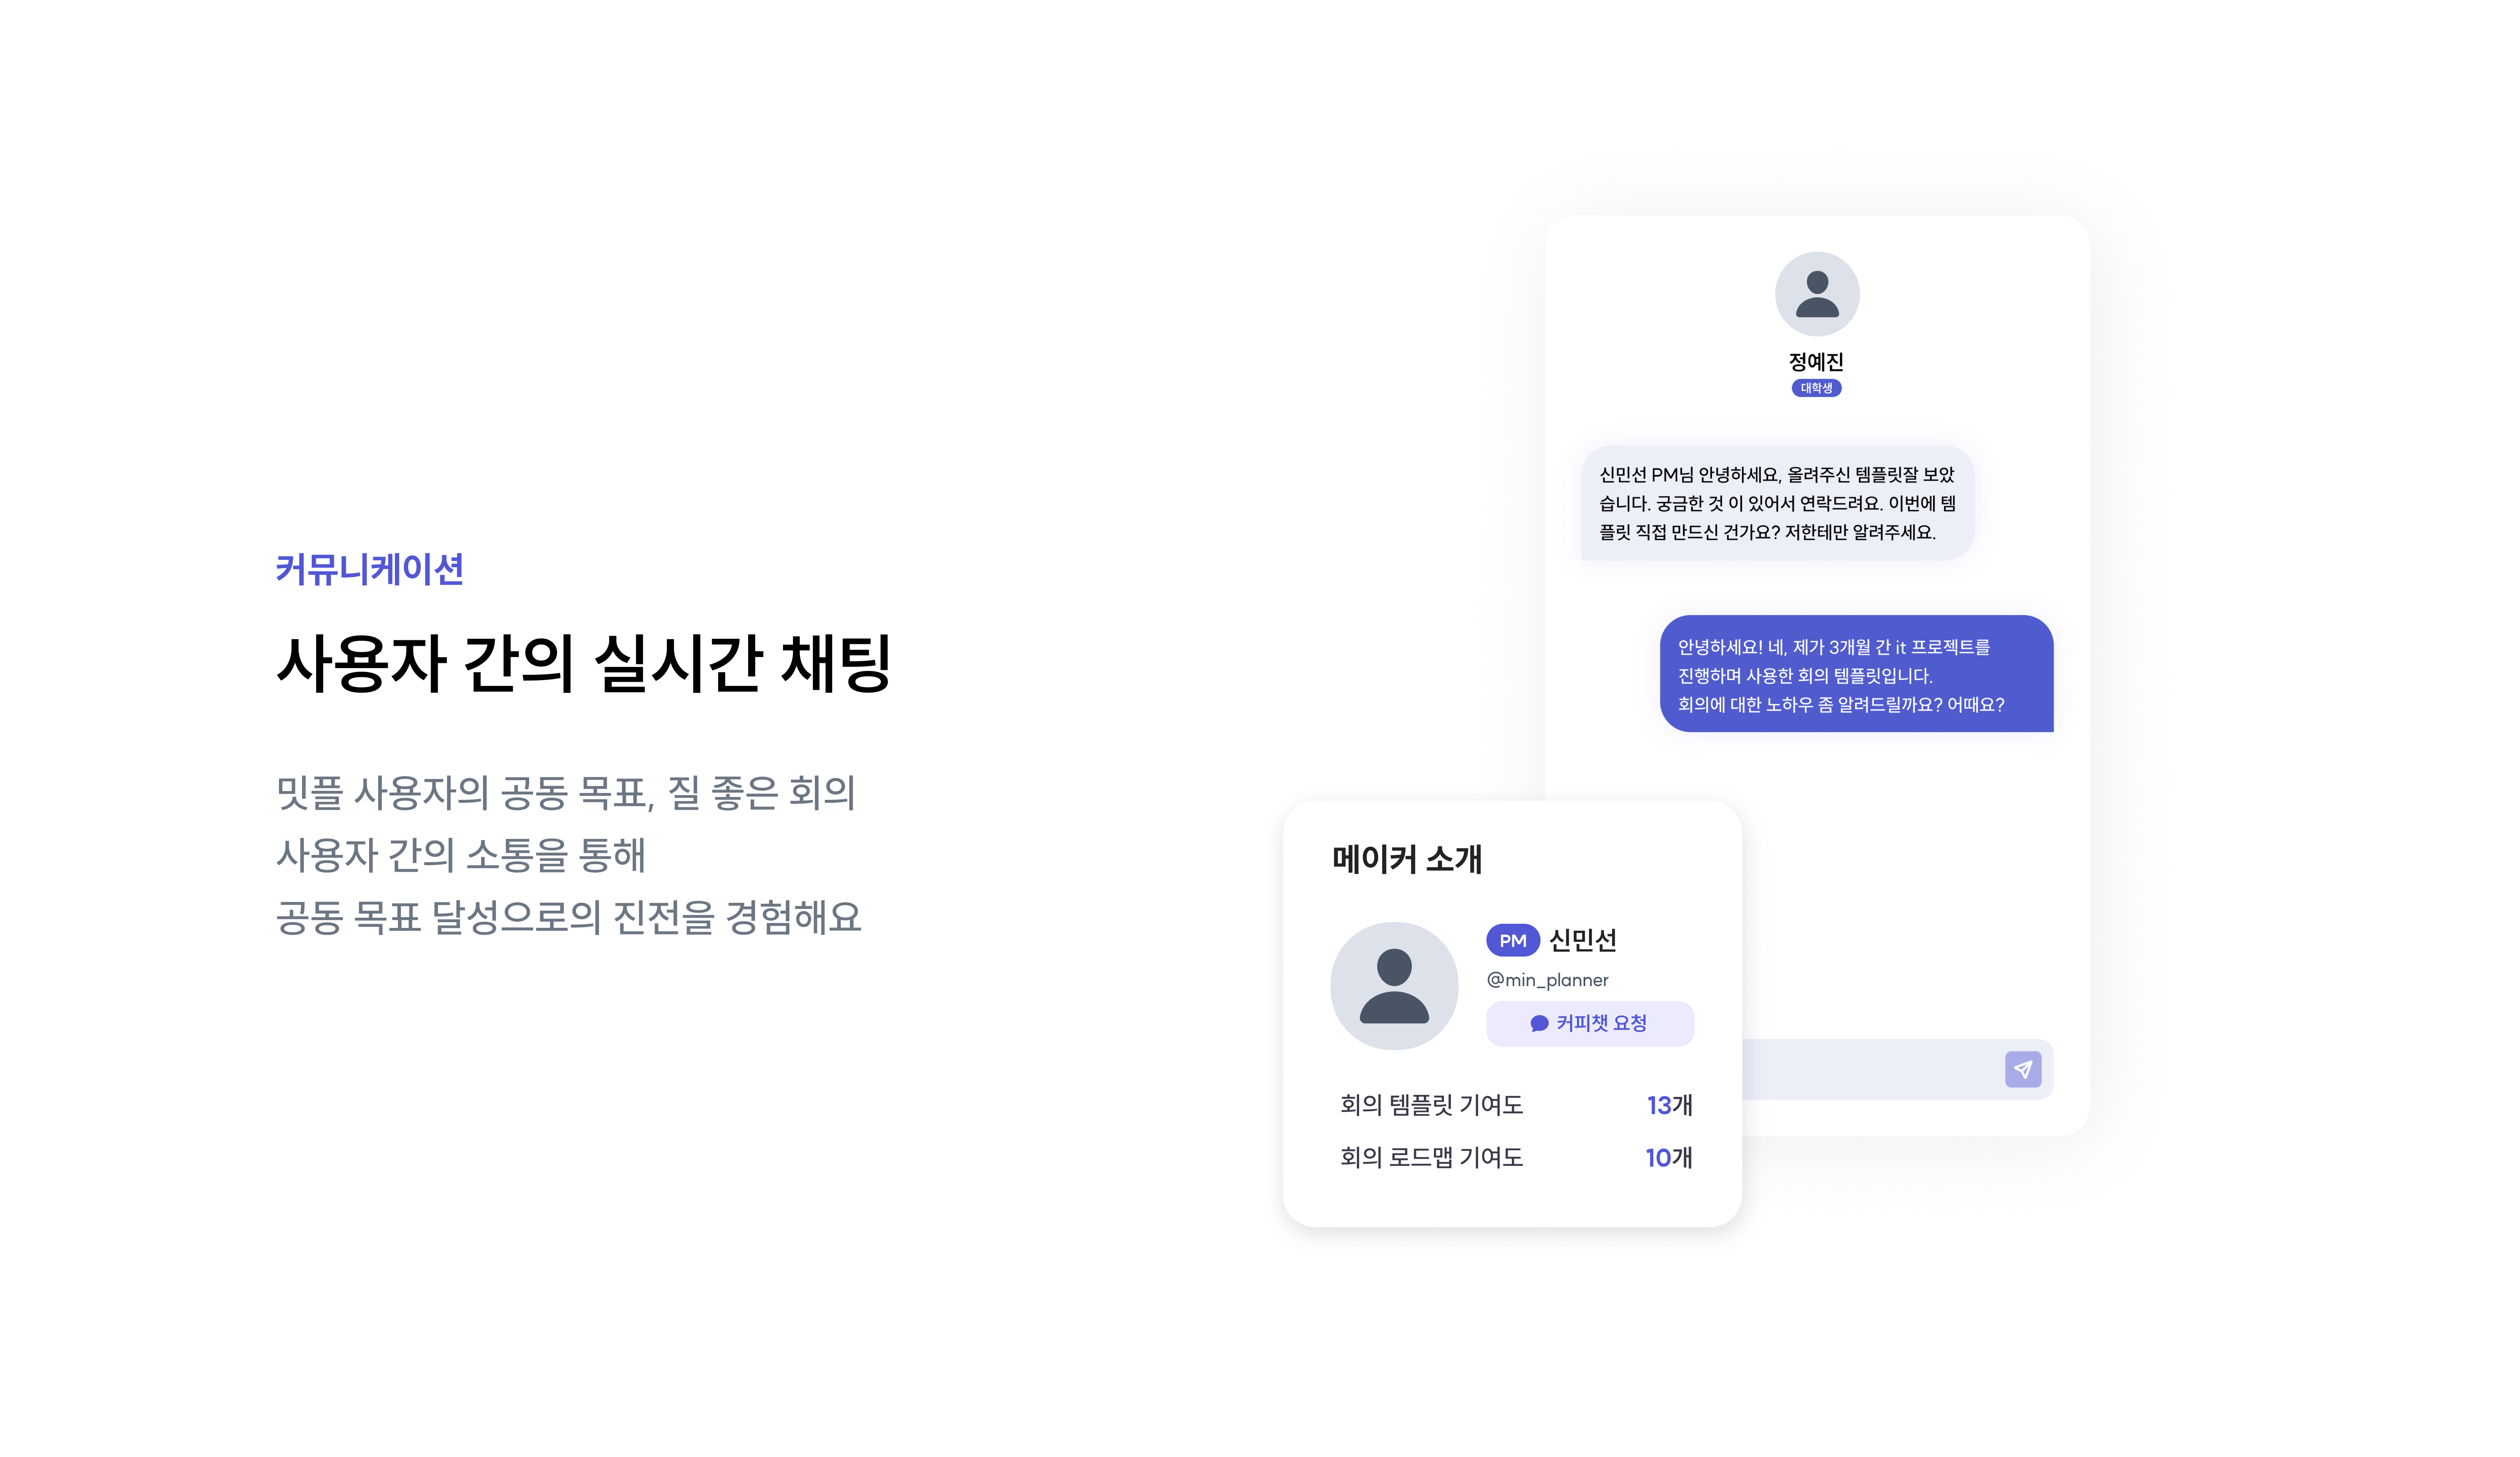 커뮤니케이션
사용자 간의 실시간 채팅
밋플 사용자의 공동 목표, 질 좋은 회의
사용자 간의 소통을 통해
공동 목표 달성으로의 진전을 경험해요
정예진
대학생
신민선 PM님 안녕하세요, 올려주신 템플릿잘 보았
습니다. 궁금한 것 이 있어서 연락드려요. 이번에 템
플릿 직접 만드신 건가요? 저한테만 알려주세요.
안녕하세요! 네, 제가 3개월 간 it 프로젝트를
진행하며 사용한 회의 템플릿입니다.
회의에 대한 노하우 좀 알려드릴까요? 어때요?
메이커 소개
PM 신민선
@min_planner
커피챗 요청
회의 템플릿 기여도 13개
회의 로드맵 기여도 10개